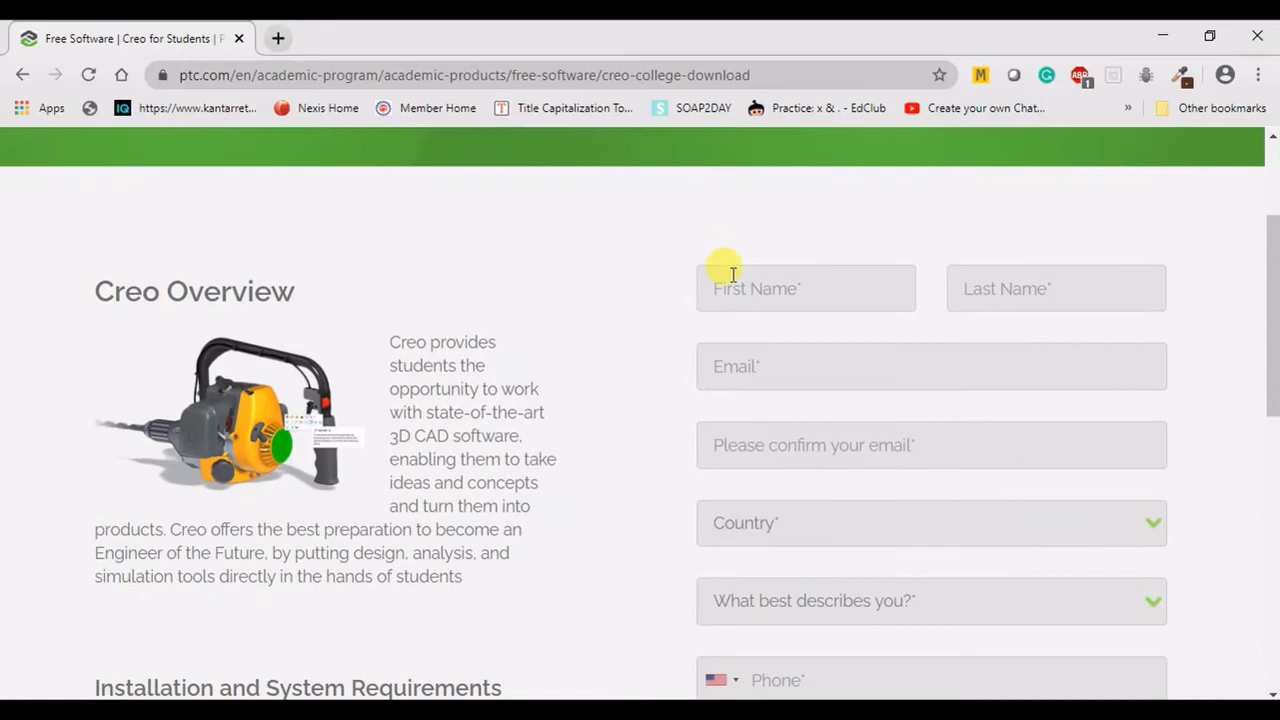 Free Software | Creo for Students | P
ptc.com/en/academic-program/academic-products/free-software/creo-college-download
M
ABP
1
Apps
IQ
https://www.kantarret...
Nexis Home
Member Home
T
Title Capitalization To...
S
SOAP2DAY
Practice: x & . - EdClub
Create your own Chat...
»
Other bookmarks
First Name*
Last Name*
Creo Overview
Creo provides
students the
opportunity to work
with state-of-the-art
3D CAD software,
enabling them to take
ideas and concepts
and turn them into
products. Creo offers the best preparation to become an
Engineer of the Future, by putting design, analysis, and
simulation tools directly in the hands of students
Email*
Please confirm your email*
Country*
What best describes you?*
Phone*
Installation and System Requirements